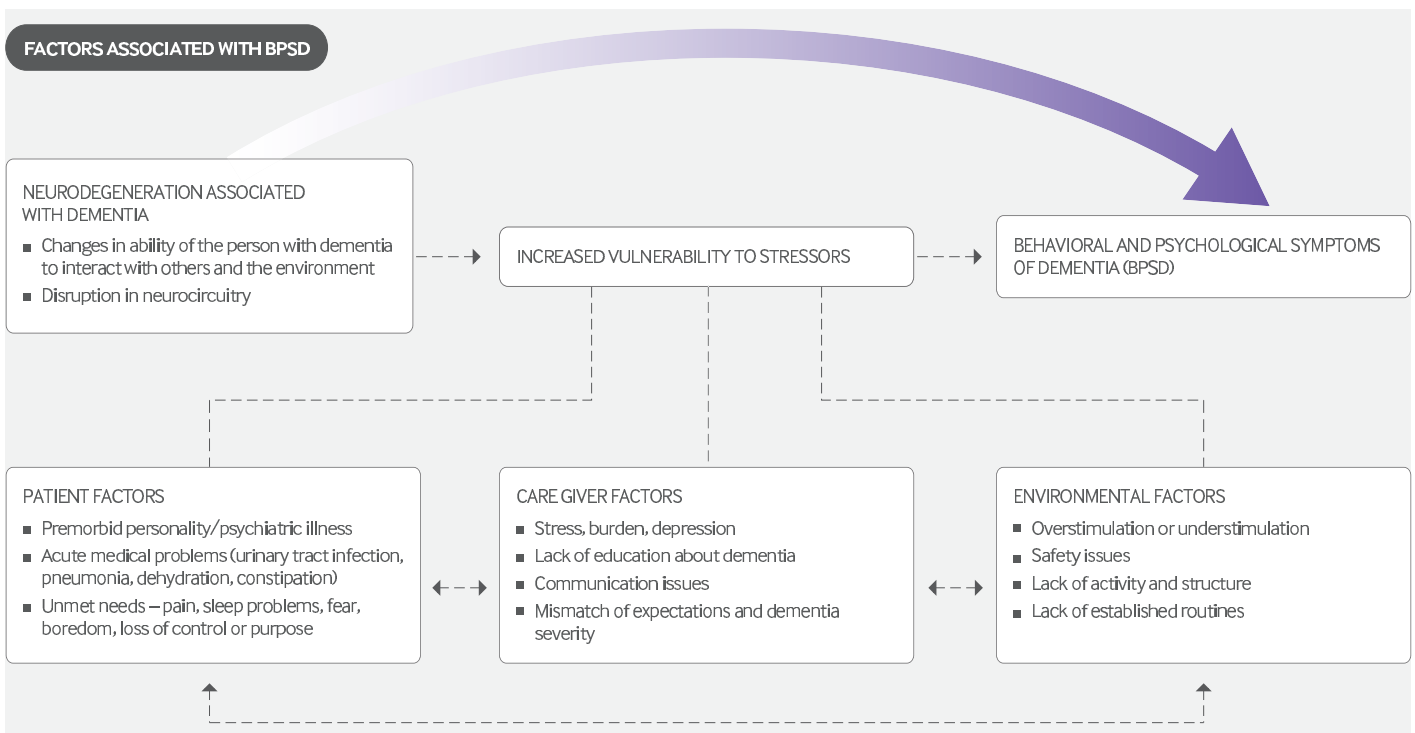 FACTORS ASSOCIATED WITH BPSD
NEURODEGENERATION ASSOCIATED
WITH DEMENTIA
■ Changes in ability of the person with dementia
to interact with others and the environment
■ Disruption in neurocircuitry
INCREASED VULNERABILITY TO STRESSORS
BEHAVIORAL AND PSYCHOLOGICAL SYMPTOMS
OF DEMENTIA (BPSD)
PATIENT FACTORS
■ Premorbid personality/psychiatric illness
■ Acute medical problems (urinary tract infection,
pneumonia, dehydration, constipation)
■ Unmet needs – pain, sleep problems, fear,
boredom, loss of control or purpose
CARE GIVER FACTORS
■ Stress, burden, depression
■ Lack of education about dementia
■ Communication issues
■ Mismatch of expectations and dementia
severity
ENVIRONMENTAL FACTORS
■ Overstimulation or understimulation
■ Safety issues
■ Lack of activity and structure
■ Lack of established routines